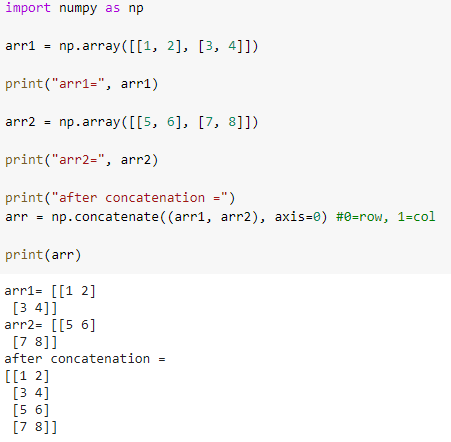 import numpy as np
arr1 = np.array([[1, 2], [3, 4]])
print("arr1=", arr1)
arr2 = np.array([[5, 6], [7, 8]])
print("arr2=", arr2)
print("after concatenation =")
arr = np.concatenate((arr1, arr2), axis=0) #0=row, 1=col
print(arr)
arr1= [[1 2]
 [3 4]]
arr2= [[5 6]
 [7 8]]
after concatenation =
[[1 2]
 [3 4]
 [5 6]
 [7 8]]